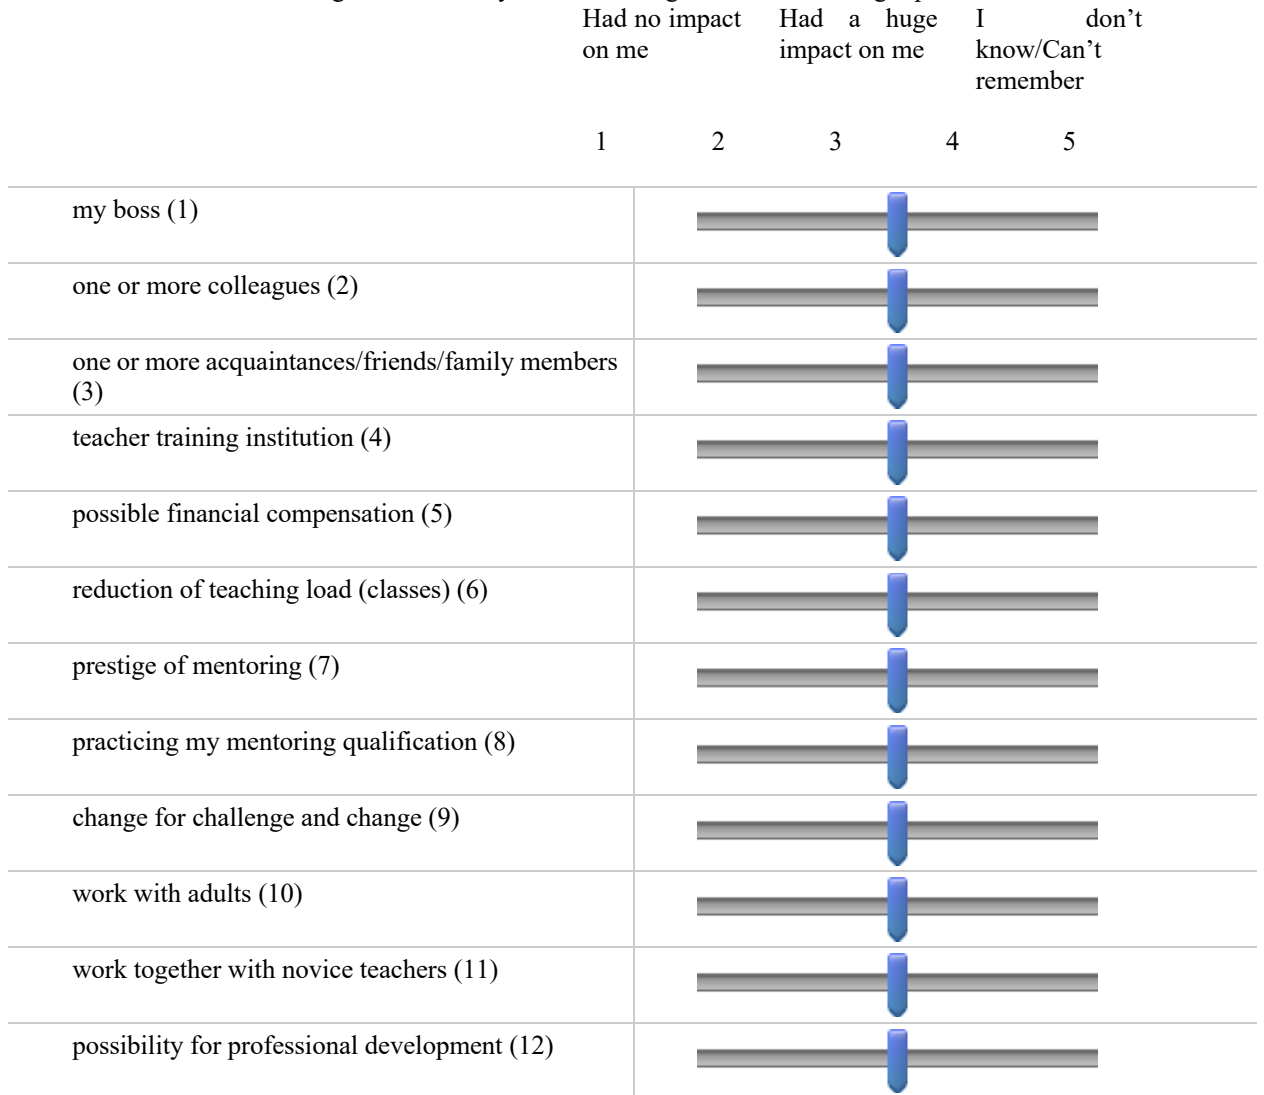 Had no impact on me
Had a huge impact on me
I don’t know/Can’t remember
1 2 3 4 5
my boss (1)
one or more colleagues (2)
one or more acquaintances/friends/family members
(3)
teacher training institution (4)
possible financial compensation (5)
reduction of teaching load (classes) (6)
prestige of mentoring (7)
practicing my mentoring qualification (8)
change for challenge and change (9)
work with adults (10)
work together with novice teachers (11)
possibility for professional development (12)